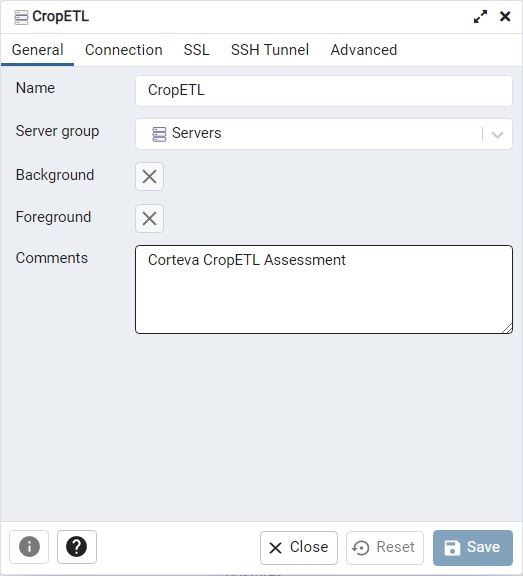 CropETL
General Connection SSL SSH Tunnel Advanced
Name CropETL
Server group Servers
Background
Foreground
Comments Corteva CropETL Assessment
Close Reset Save